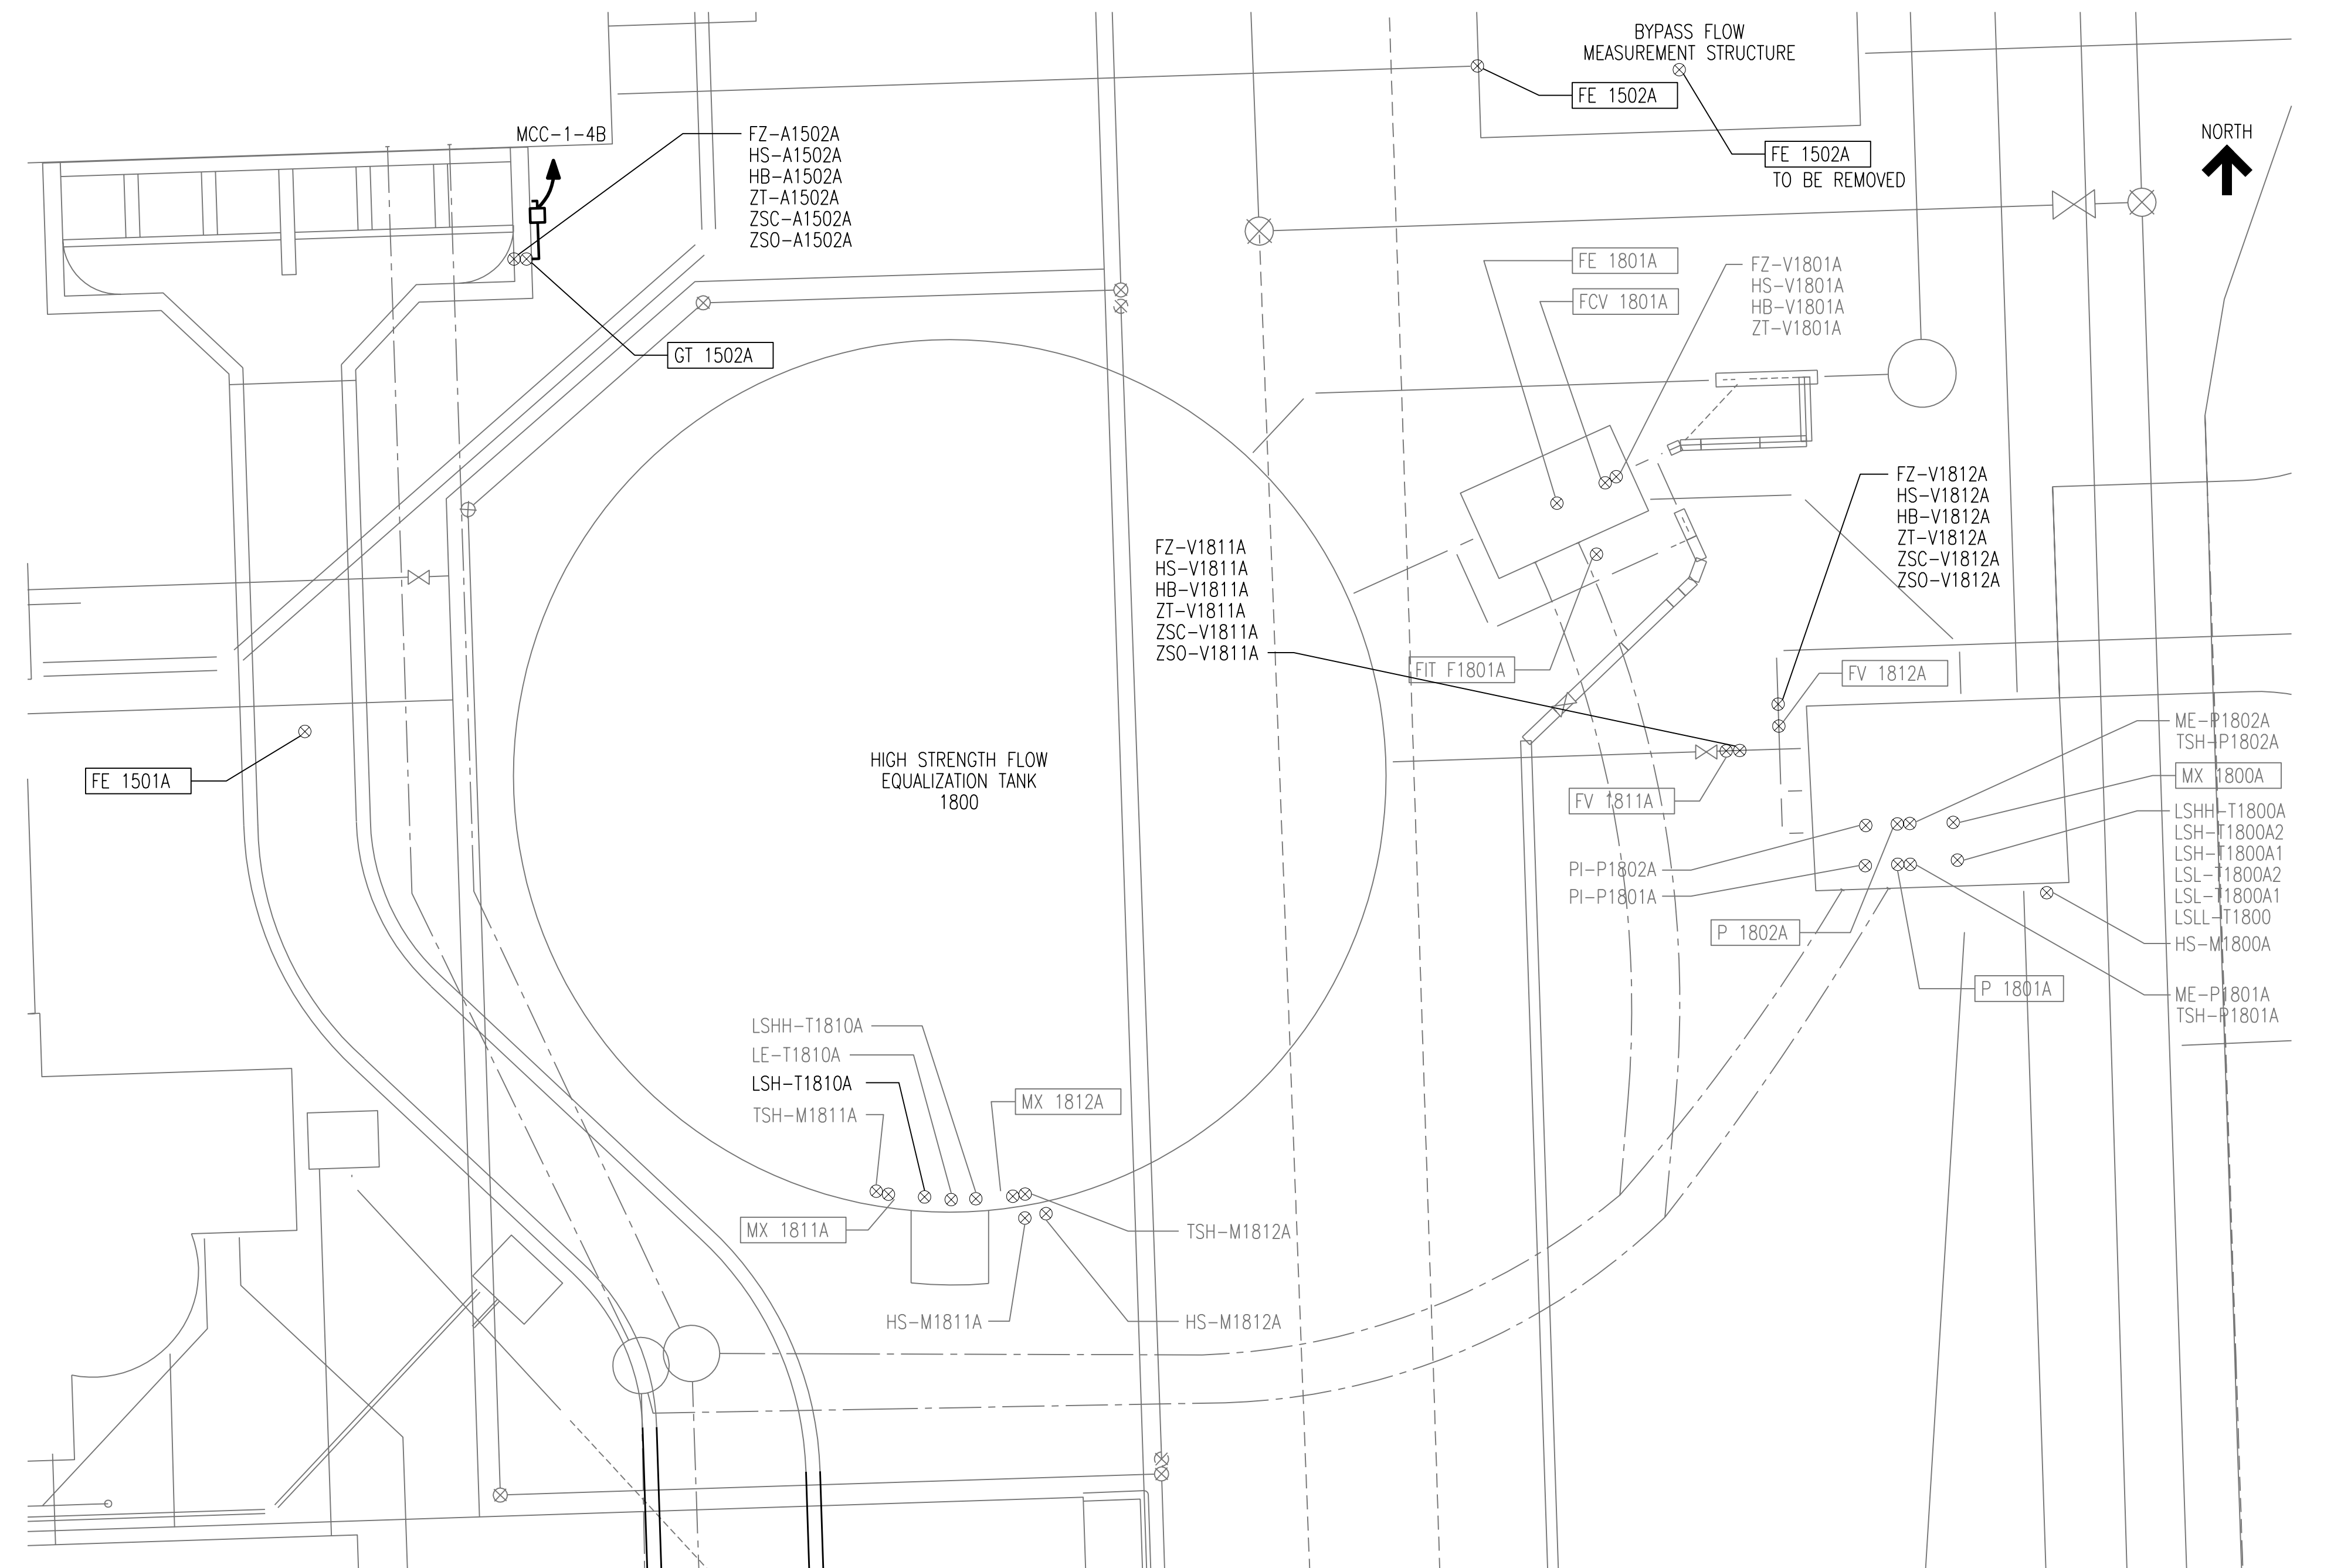 BYPASS FLOW
MEASUREMENT STRUCTURE
FE 1502A
FE 1502A
TO BE REMOVED
NORTH
MCC-1-4B
FZ-A1502A
HS-A1502A
HB-A1502A
ZT-A1502A
ZSC-A1502A
ZSO-A1502A
GT 1502A
FE 1801A
FCV 1801A
FZ-V1801A
HS-V1801A
HB-V1801A
ZT-V1801A
FZ-V1812A
HS-V1812A
HB-V1812A
ZT-V1812A
ZSC-V1812A
ZSO-V1812A
FZ-V1811A
HS-V1811A
HB-V1811A
ZT-V1811A
ZSC-V1811A
ZSO-V1811A
FIT F1801A
FV 1812A
FE 1501A
HIGH STRENGTH FLOW
EQUALIZATION TANK
1800
FV 1811A
ME-P1802A
TSH-P1802A
MX 1800A
LSHH-T1800A
LSH-T1800A2
LSH-T1800A1
LSL-T1800A2
LSL-T1800A1
LSLL-T1800
HS-M1800A
ME-P1801A
TSH-P1801A
PI-P1802A
PI-P1801A
P 1802A
P 1801A
LSHH-T1810A
LE-T1810A
LSH-T1810A
TSH-M1811A
MX 1812A
MX 1811A
TSH-M1812A
HS-M1811A
HS-M1812A